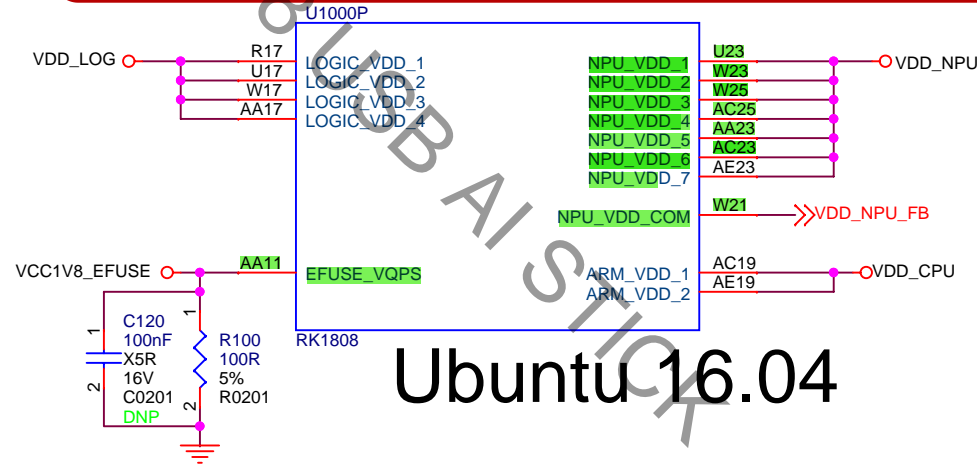 U1000P
VDD_LOG
R17
U17
W17
AA17
LOGIC_VDD_1
LOGIC_VDD_2
LOGIC_VDD_3
LOGIC_VDD_4
NPU_VDD_1
NPU_VDD_2
NPU_VDD_3
NPU_VDD_4
NPU_VDD_5
NPU_VDD_6
NPU_VDD_7
U23
W23
W25
AC25
AA23
AC23
AE23
VDD_NPU
NPU_VDD_COM
W21
VDD_NPU_FB
VCC1V8_EFUSE
AA11
EFUSE_VQPS
ARM_VDD_1
ARM_VDD_2
AC19
AE19
VDD_CPU
RK1808
1
2
C120
100nF
X5R
16V
C0201
DNP
1
2
R100
100R
5%
R0201
USB AI STICK
Ubuntu 16.04